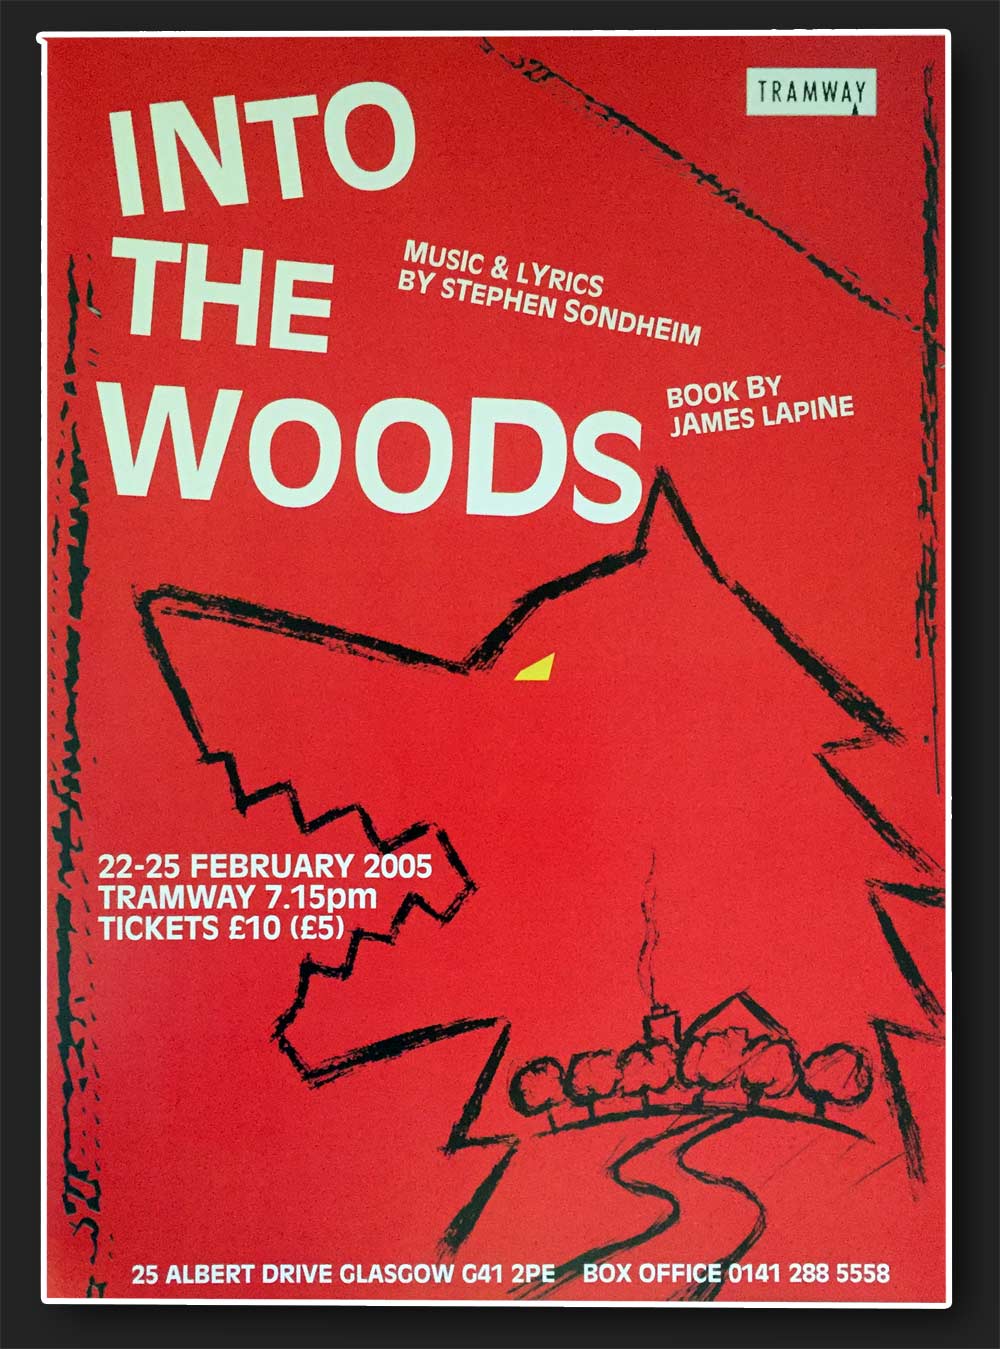 INTO
THE
WOODS
TRAMWAY
MUSIC & LYRICS
BY STEPHEN SONDHEIM
BOOK BY
JAMES LAPINE
22-25 FEBRUARY 2005
TRAMWAY 7.15pm
TICKETS £10 (£5)
25 ALBERT DRIVE GLASGOW G41 2PE BOX OFFICE 0141 288 5558